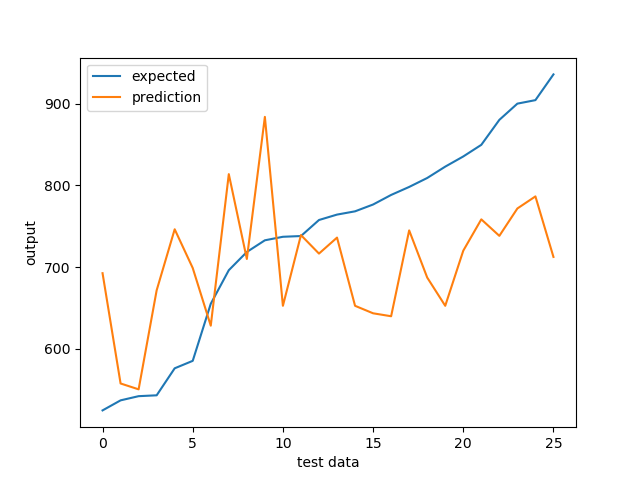 expected
prediction
900
800
700
600
output
0 5 10 15 20 25
test data